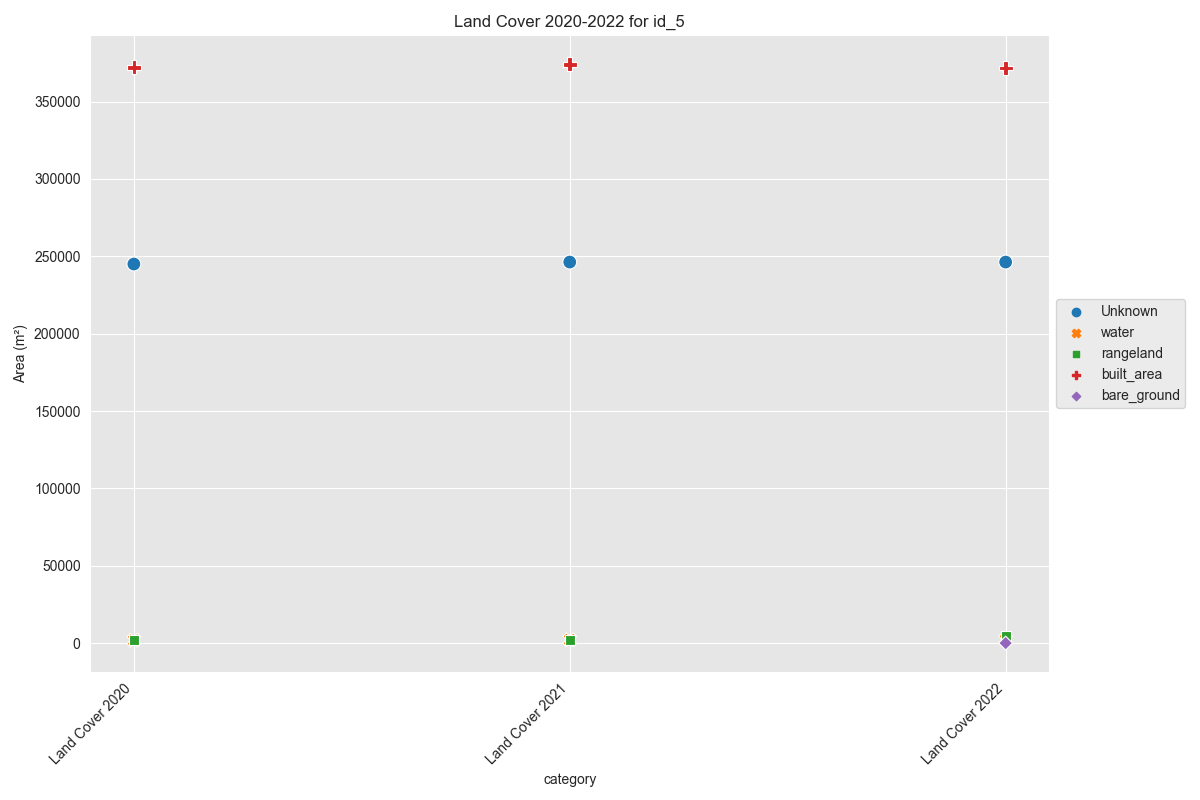 Land Cover 2020-2022 for id_5
Area (m²)
350000
300000
250000
200000
150000
100000
50000
0
Land Cover 2020
Land Cover 2021
Land Cover 2022
category
Unknown
water
rangeland
built_area
bare_ground